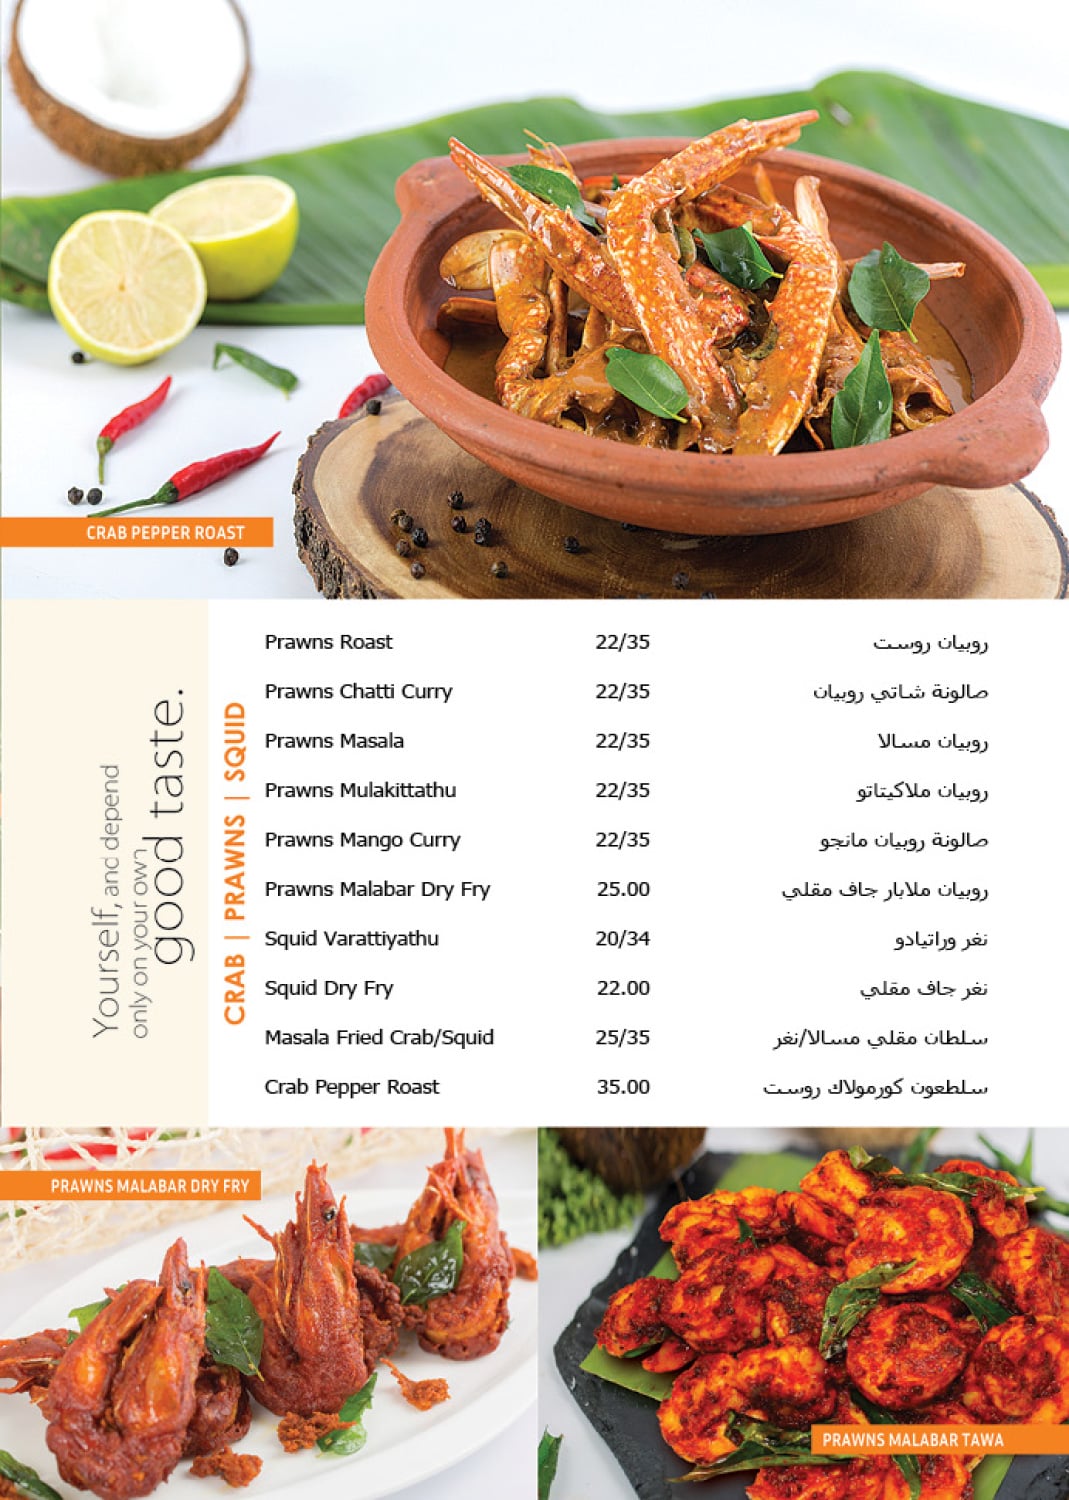 CRAB PEPPER ROAST
Yourself, and depend
only on your own
good taste.
CRAB | PRAWNS | SQUID
Prawns Roast 22/35 روبيان روست
Prawns Chatti Curry 22/35 صالونة شاتي روبيان
Prawns Masala 22/35 روبيان مسالا
Prawns Mulakittathu 22/35 روبيان ملاكيتاتو
Prawns Mango Curry 22/35 صالونة روبيان مانجو
Prawns Malabar Dry Fry 25.00 روبيان ملابار جاف مقلي
Squid Varattiyathu 20/34 نغر وراتيادو
Squid Dry Fry 22.00 نغر جاف مقلي
Masala Fried Crab/Squid 25/35 سلطان مقلي مسالا/نغر
Crab Pepper Roast 35.00 سلطعون كورمولاك روست
PRAWNS MALABAR DRY FRY
PRAWNS MALABAR TAWA